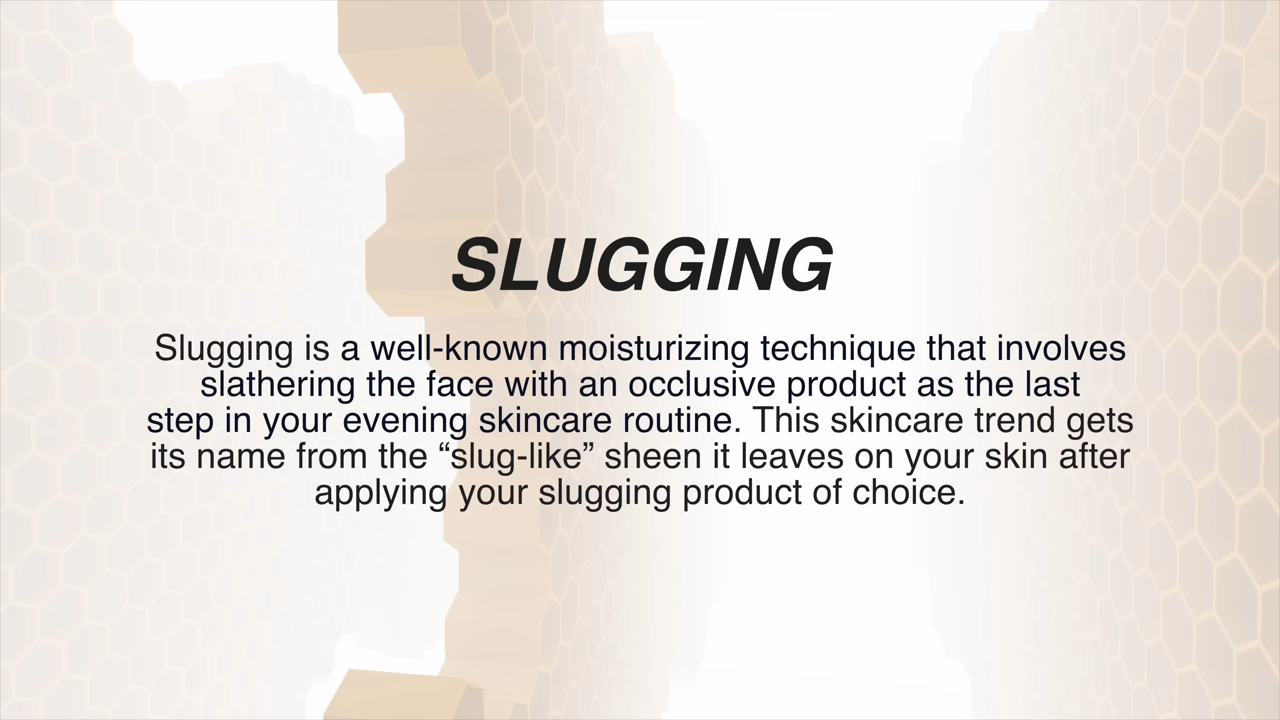 SLUGGING
Slugging is a well-known moisturizing technique that involves
slathering the face with an occlusive product as the last
step in your evening skincare routine. This skincare trend gets
its name from the “slug-like” sheen it leaves on your skin after
applying your slugging product of choice.